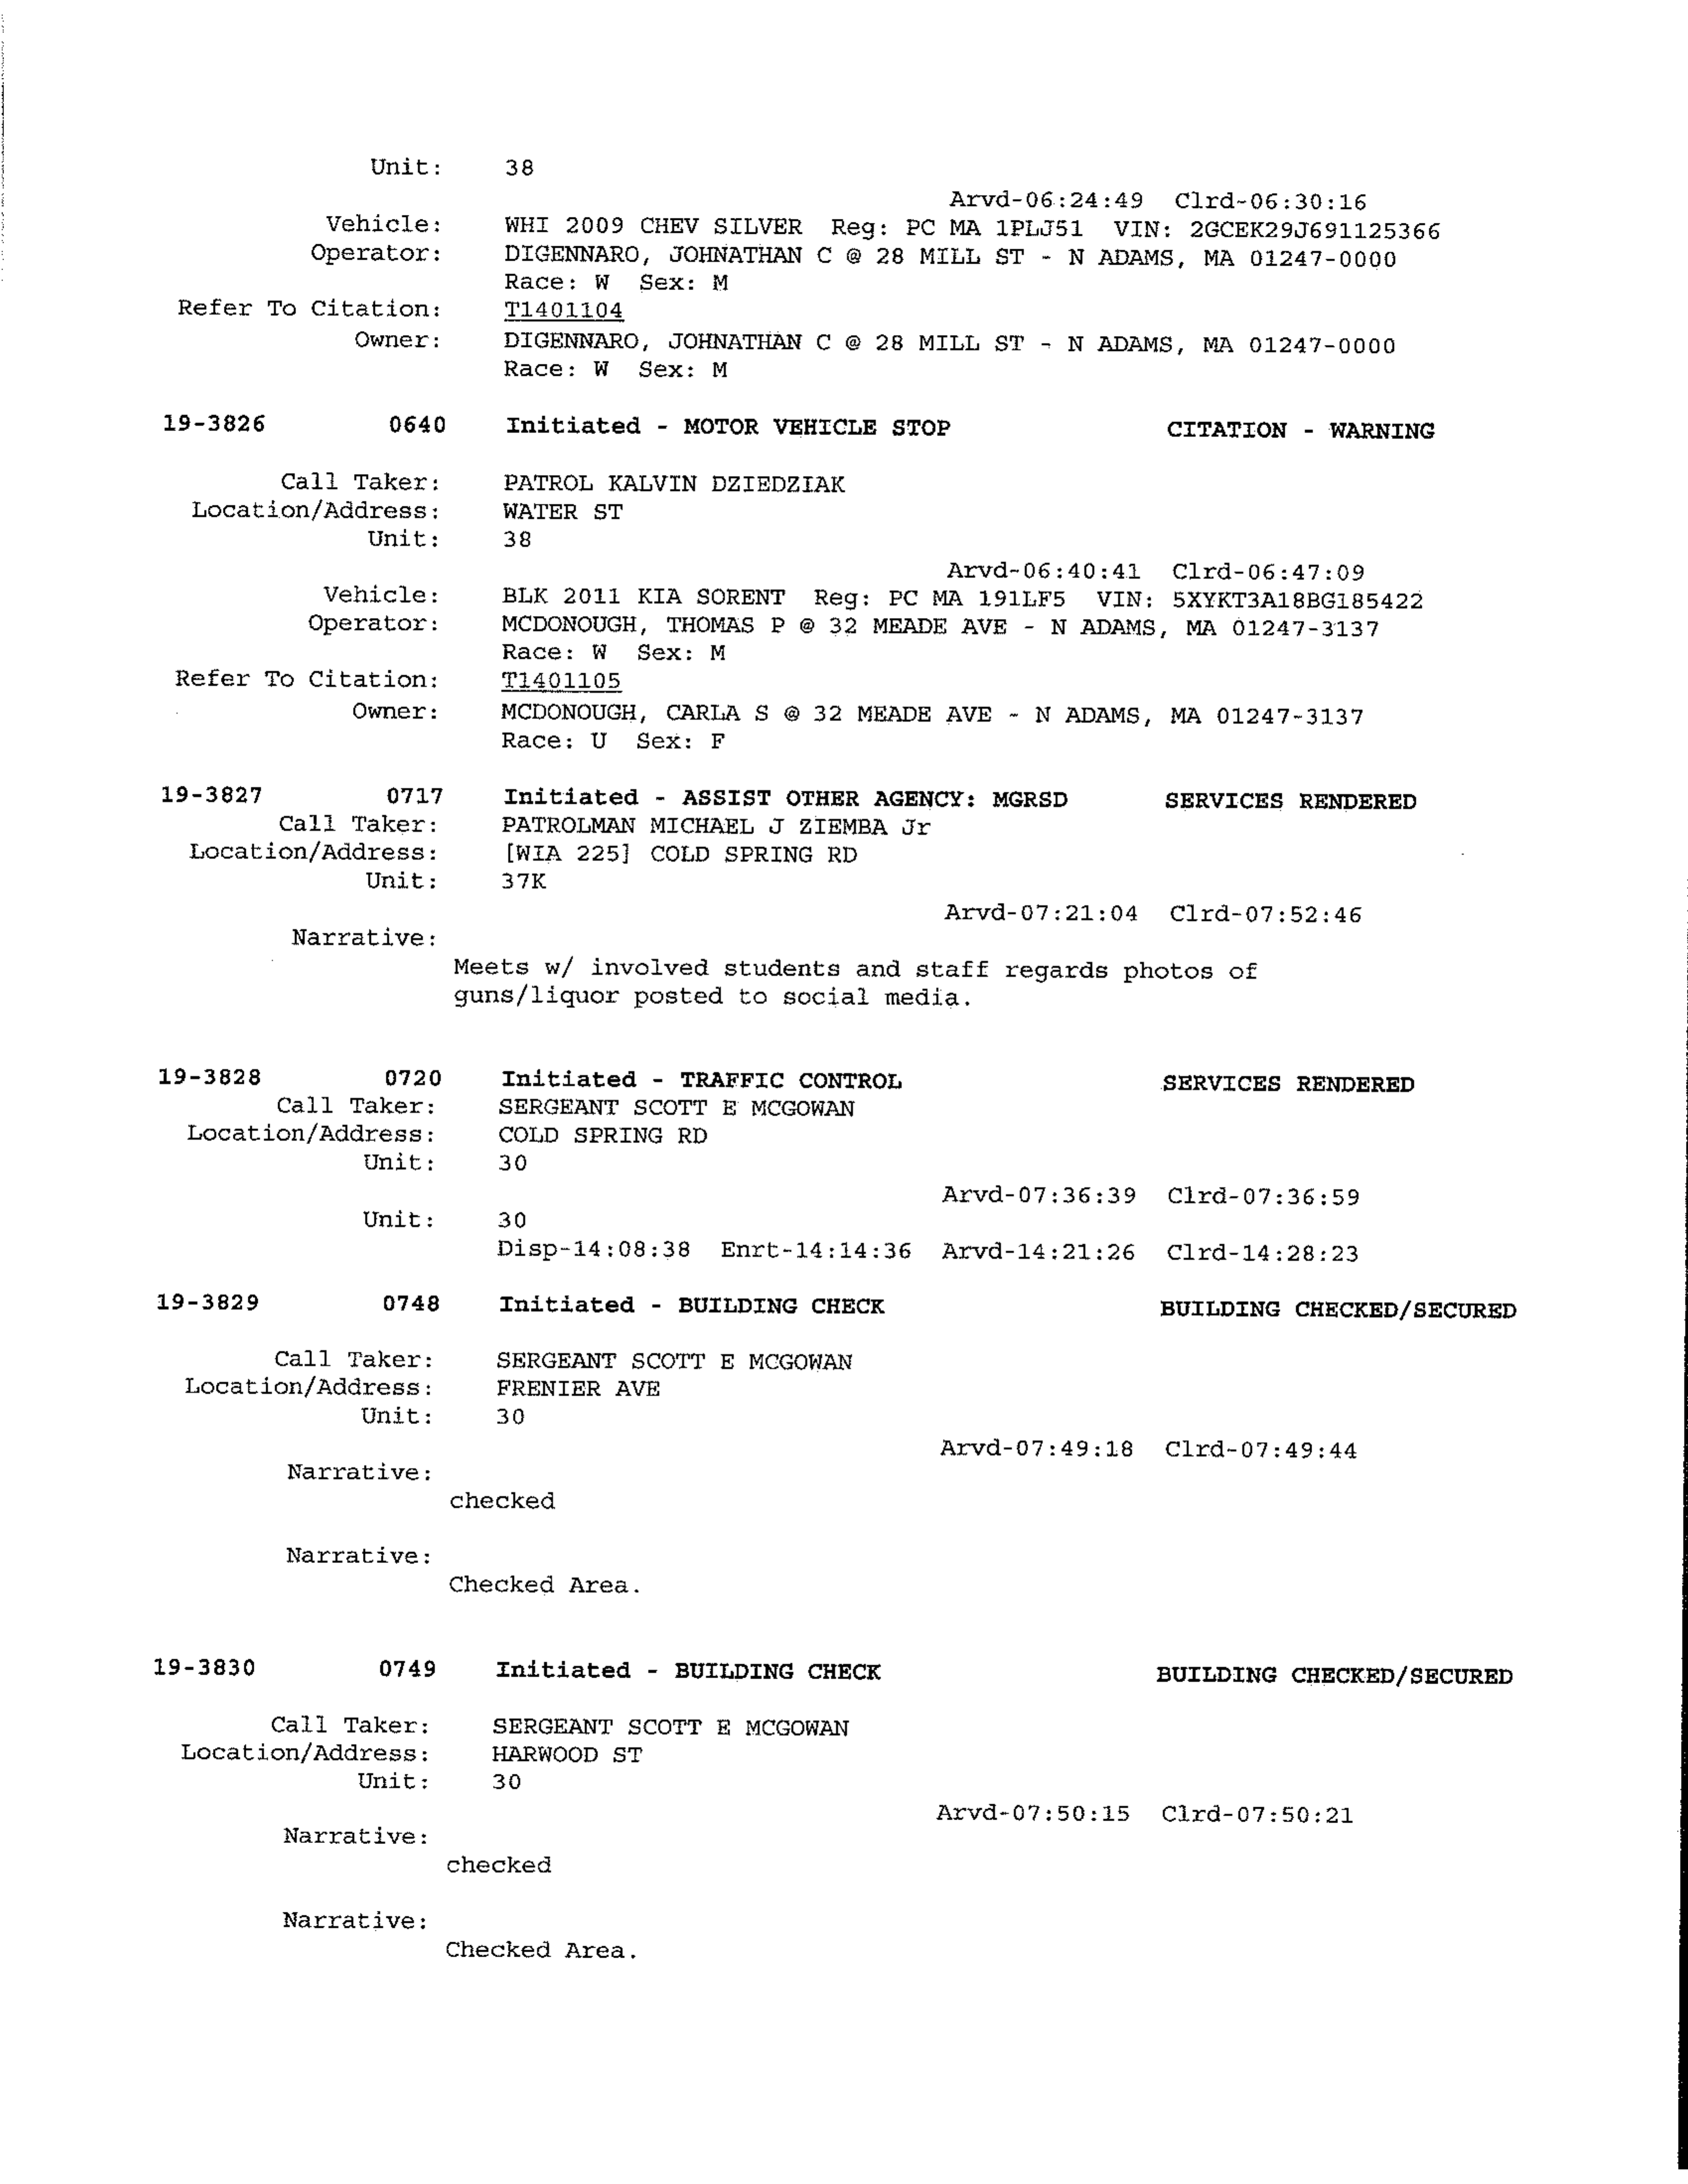 Unit: 38
Arvd-06:24:49 Clrd-06:30:16
Vehicle: WHI 2009 CHEV SILVER Reg: PC MA 1PLJ51 VIN: 2GCEK29J691125366
Operator: DIGENNARO, JOHNATHAN C @ 28 MILL ST - N ADAMS, MA 01247-0000
Race: W Sex: M
Refer To Citation: T1401104
Owner: DIGENNARO, JOHNATHAN C @ 28 MILL ST - N ADAMS, MA 01247-0000
Race: W Sex: M
19-3826 0640 Initiated - MOTOR VEHICLE STOP CITATION - WARNING
Call Taker: PATROL KALVIN DZIEDZIAK
Location/Address: WATER ST
Unit: 38
Arvd-06:40:41 Clrd-06:47:09
Vehicle: BLK 2011 KIA SORENT Reg: PC MA 191LF5 VIN: 5XYKT3A18BG185422
Operator: MCDONOUGH, THOMAS P @ 32 MEADE AVE - N ADAMS, MA 01247-3137
Race: W Sex: M
Refer To Citation: T1401105
Owner: MCDONOUGH, CARLA S @ 32 MEADE AVE - N ADAMS, MA 01247-3137
Race: U Sex: F
19-3827 0717 Initiated - ASSIST OTHER AGENCY: MGRSD SERVICES RENDERED
Call Taker: PATROLMAN MICHAEL J ZIEMBA Jr
Location/Address: [WIA 225] COLD SPRING RD
Unit: 37K
Arvd-07:21:04 Clrd-07:52:46
Narrative:
Meets w/ involved students and staff regards photos of
guns/liquor posted to social media.
19-3828 0720 Initiated - TRAFFIC CONTROL SERVICES RENDERED
Call Taker: SERGEANT SCOTT E MCGOWAN
Location/Address: COLD SPRING RD
Unit: 30
Arvd-07:36:39 Clrd-07:36:59
Unit: 30
Disp-14:08:38 Enrt-14:14:36 Arvd-14:21:26 Clrd-14:28:23
19-3829 0748 Initiated - BUILDING CHECK BUILDING CHECKED/SECURED
Call Taker: SERGEANT SCOTT E MCGOWAN
Location/Address: FRENIER AVE
Unit: 30
Arvd-07:49:18 Clrd-07:49:44
Narrative:
checked
Narrative:
Checked Area.
19-3830 0749 Initiated - BUILDING CHECK BUILDING CHECKED/SECURED
Call Taker: SERGEANT SCOTT E MCGOWAN
Location/Address: HARWOOD ST
Unit: 30
Arvd-07:50:15 Clrd-07:50:21
Narrative:
checked
Narrative:
Checked Area.